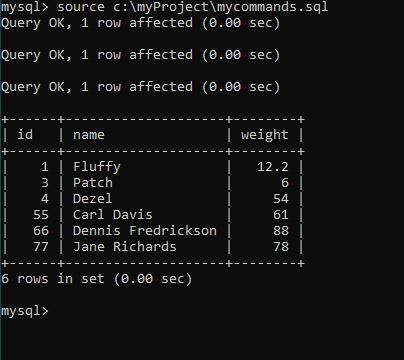 mysql> source c:\myProject\mycommands.sql
Query OK, 1 row affected (0.00 sec)

Query OK, 1 row affected (0.00 sec)

Query OK, 1 row affected (0.00 sec)

+------+--------------------+--------+
| id   | name               | weight |
+------+--------------------+--------+
|    1 | Fluffy             |   12.2 |
|    3 | Patch              |      6 |
|    4 | Dezel              |     54 |
|   55 | Carl Davis         |     61 |
|   66 | Dennis Fredrickson |     88 |
|   77 | Jane Richards      |     78 |
+------+--------------------+--------+
6 rows in set (0.00 sec)

mysql>